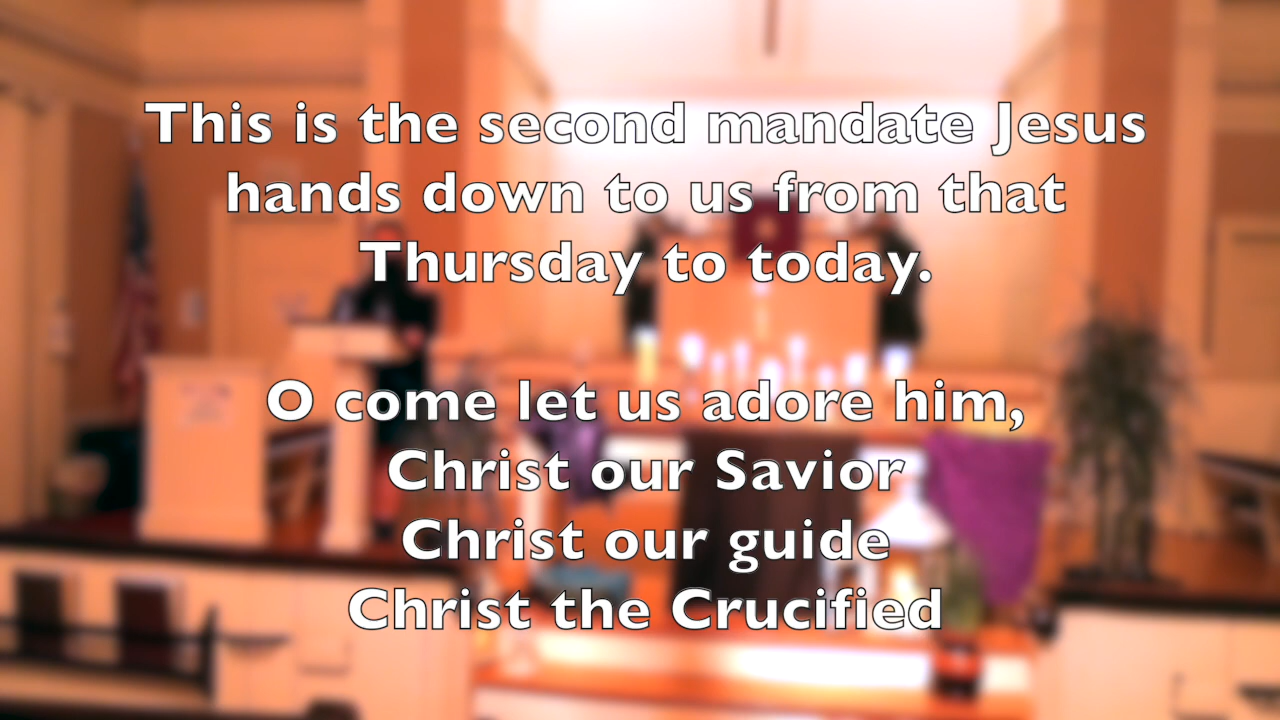 This is the second mandate Jesus
hands down to us from that
Thursday to today.
O come let us adore him,
Christ our Savior
Christ our guide
Christ the Crucified